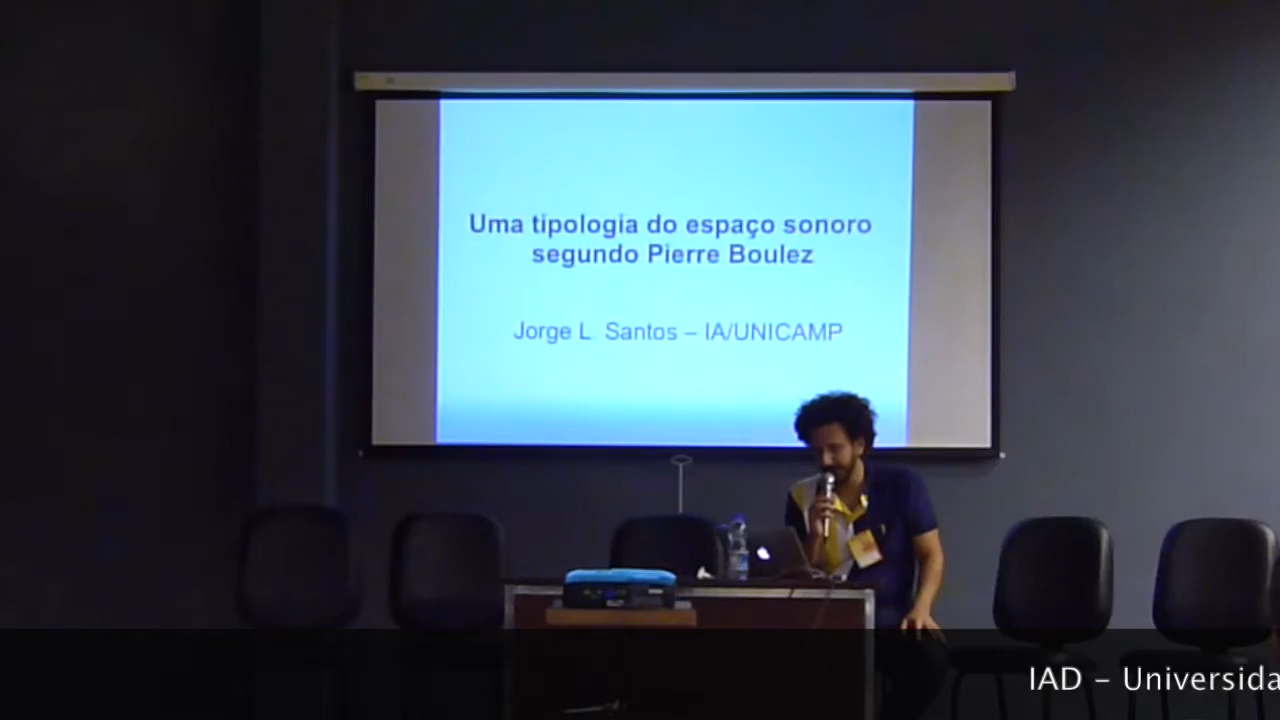 Uma tipologia do espaço sonoro
segundo Pierre Boulez
Jorge L. Santos – IA/UNICAMP
IAD – Universida